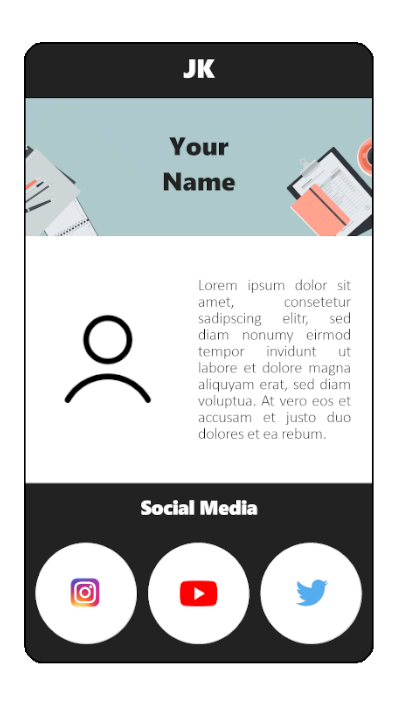 JK
Your
Name
Lorem ipsum dolor sit
amet, consetetur
sadipscing elitr, sed
diam nonumy eirmod
tempor invidunt ut
labore et dolore magna
aliquyam erat, sed diam
voluptua. At vero eos et
accusam et justo duo
dolores et ea rebum.
Social Media